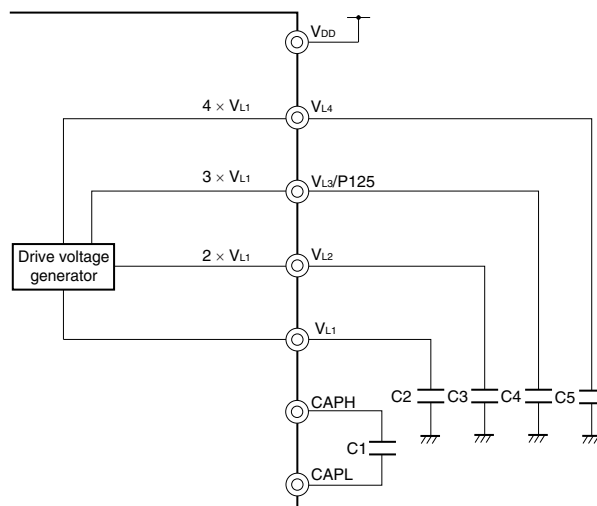 VDD
4 × VL1
VL4
3 × VL1
VL3/P125
Drive voltage
generator
2 × VL1
VL2
VL1
C2
C3
C4
C5
CAPH
C1
CAPL